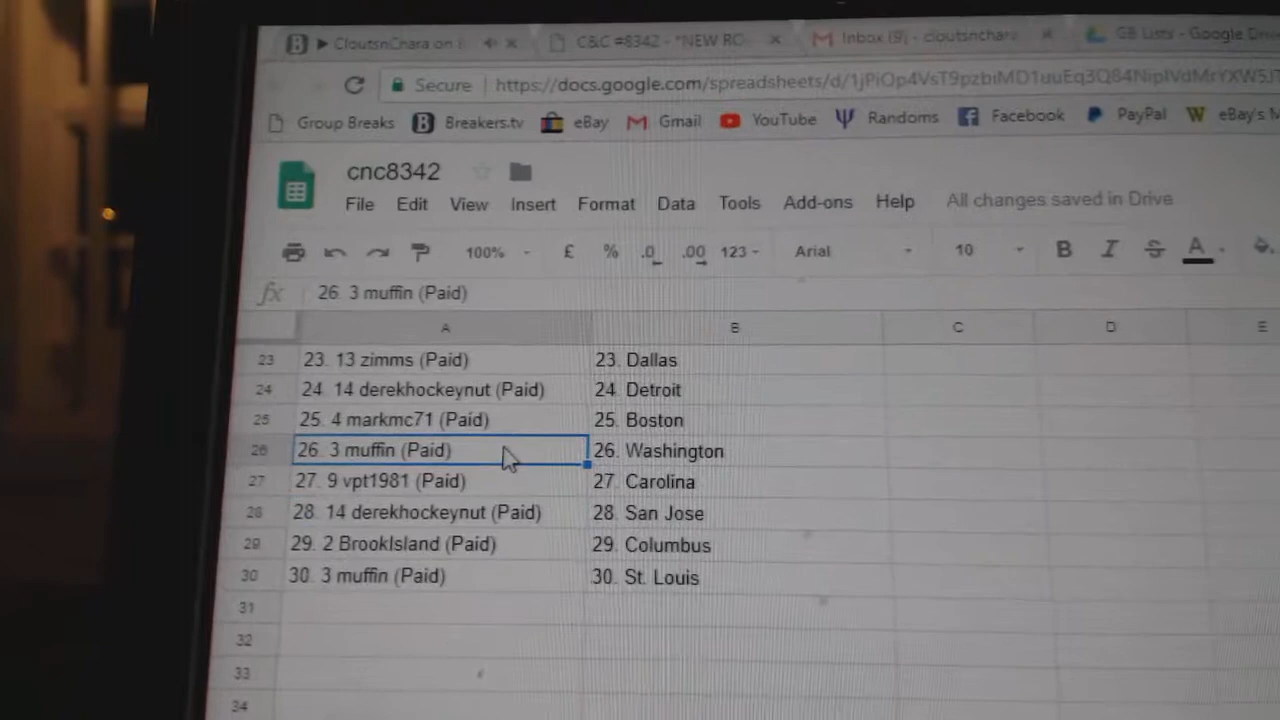 CloutsnChara on
C&C #8342 - *NEW RO
Inbox (9) - cloutsnchara
GB Lists - Google Driv
Secure
https://docs.google.com/spreadsheets/d/
Group Breaks
Breakers.tv
eBay
Gmail
YouTube
Randoms
Facebook
PayPal
eBay's M
cnc8342
File Edit View Insert Format Data Tools Add-ons Help All changes saved in Drive
100% £ % .0 .00 123 Arial 10 B I S A
fx 26. 3 muffin (Paid)
A B C D E
23 23. 13 zimms (Paid) 23. Dallas
24 24. 14 derekhockeynut (Paid) 24. Detroit
25 25. 4 markmc71 (Paid) 25. Boston
26 26. 3 muffin (Paid) 26. Washington
27 27. 9 vpt1981 (Paid) 27. Carolina
28 28. 14 derekhockeynut (Paid) 28. San Jose
29 29. 2 BrookIsland (Paid) 29. Columbus
30 30. 3 muffin (Paid) 30. St. Louis
31
32
33
34